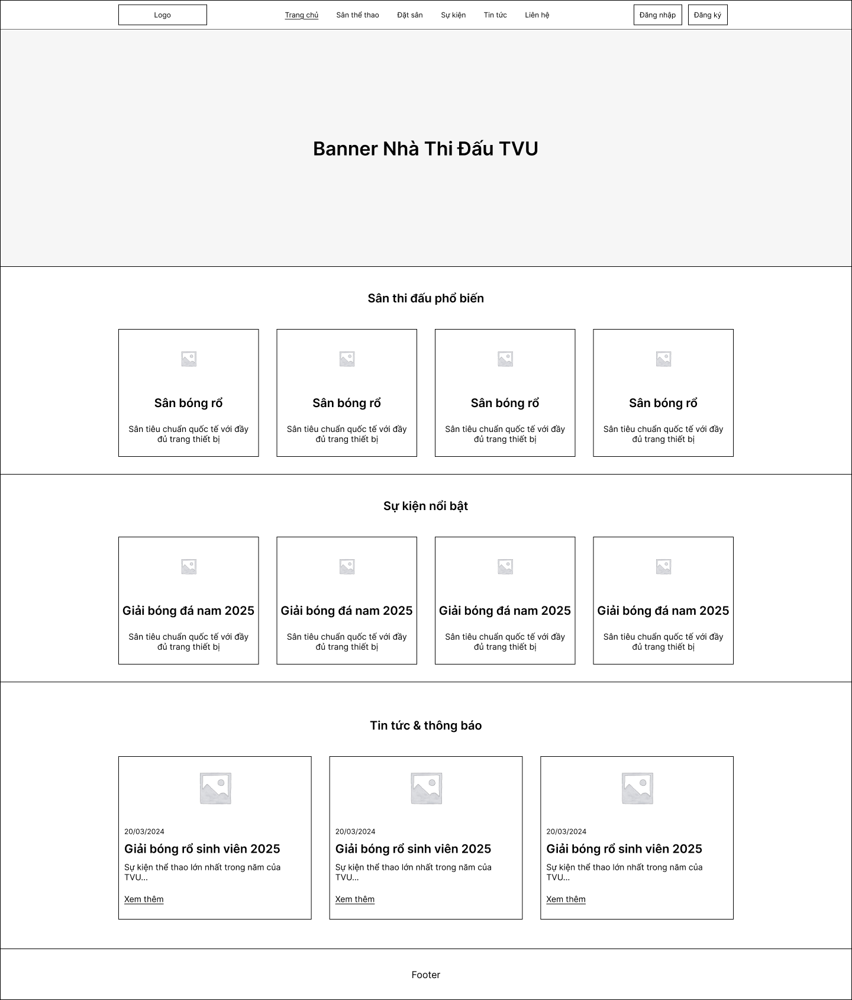 Logo
Trang chủ
Sân thể thao
Đặt sân
Sự kiện
Tin tức
Liên hệ
Đăng nhập
Đăng ký
Banner Nhà Thi Đấu TVU
Sân thi đấu phổ biến
Sân bóng rổ
Sân tiêu chuẩn quốc tế với đầy
đủ trang thiết bị
Sân bóng rổ
Sân tiêu chuẩn quốc tế với đầy
đủ trang thiết bị
Sân bóng rổ
Sân tiêu chuẩn quốc tế với đầy
đủ trang thiết bị
Sân bóng rổ
Sân tiêu chuẩn quốc tế với đầy
đủ trang thiết bị
Sự kiện nổi bật
Giải bóng đá nam 2025
Sân tiêu chuẩn quốc tế với đầy
đủ trang thiết bị
Giải bóng đá nam 2025
Sân tiêu chuẩn quốc tế với đầy
đủ trang thiết bị
Giải bóng đá nam 2025
Sân tiêu chuẩn quốc tế với đầy
đủ trang thiết bị
Giải bóng đá nam 2025
Sân tiêu chuẩn quốc tế với đầy
đủ trang thiết bị
Tin tức & thông báo
20/03/2024
Giải bóng rổ sinh viên 2025
Sự kiện thể thao lớn nhất trong năm của
TVU...
Xem thêm
20/03/2024
Giải bóng rổ sinh viên 2025
Sự kiện thể thao lớn nhất trong năm của
TVU...
Xem thêm
20/03/2024
Giải bóng rổ sinh viên 2025
Sự kiện thể thao lớn nhất trong năm của
TVU...
Xem thêm
Footer